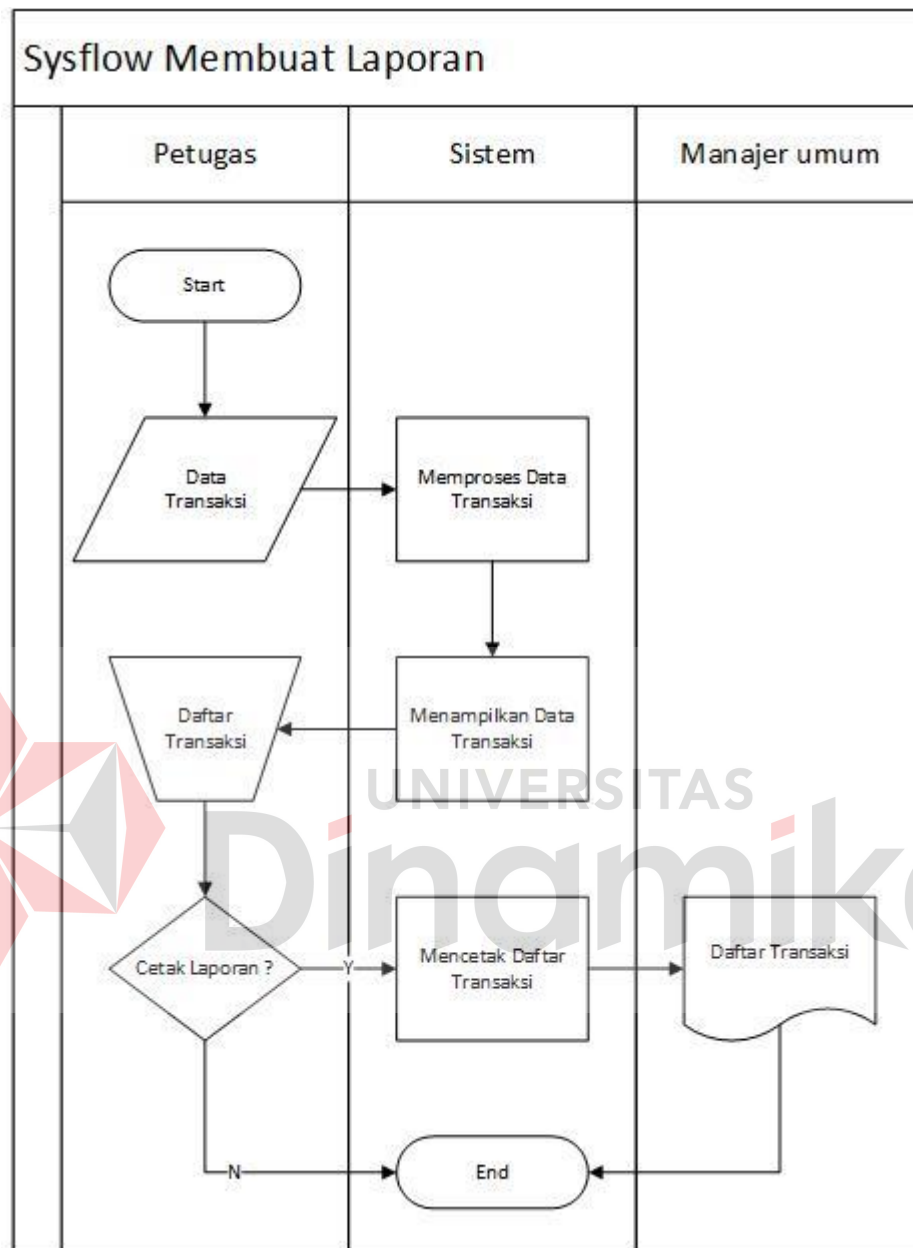 Sysflow Membuat Laporan
Petugas
Sistem
Manajer umum
Start
Data
Transaksi
Memproses Data
Transaksi
Daftar
Transaksi
Menampilkan Data
Transaksi
UNIVERSITAS
Dinamika
Cetak Laporan ?
Y
Mencetak Daftar
Transaksi
Daftar Transaksi
N
End